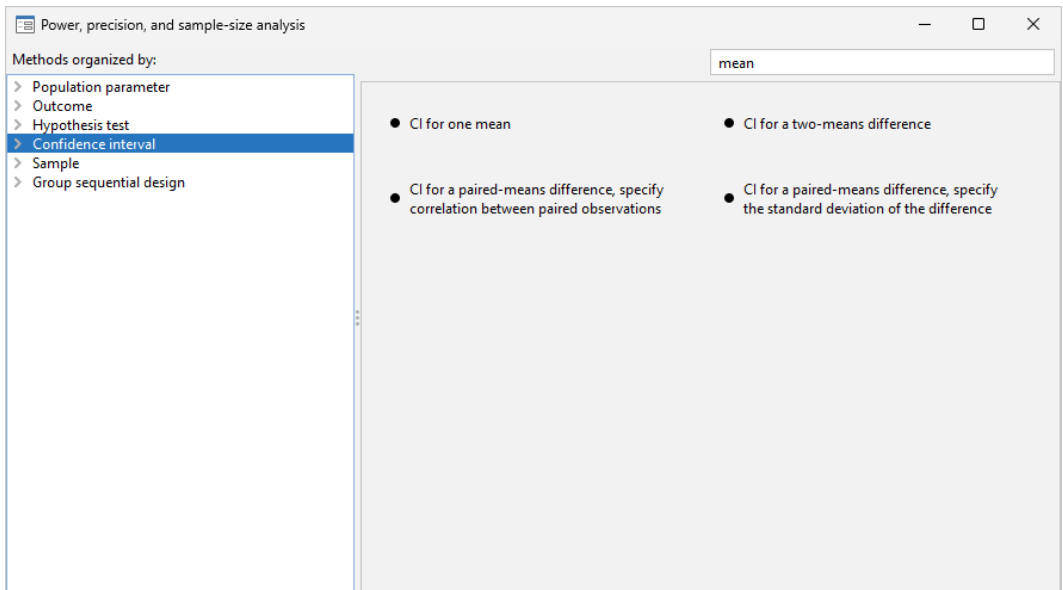 Power, precision, and sample-size analysis
Methods organized by:
mean
Population parameter
Outcome
Hypothesis test
Confidence interval
Sample
Group sequential design
CI for one mean
CI for a two-means difference
CI for a paired-means difference, specify
correlation between paired observations
CI for a paired-means difference, specify
the standard deviation of the difference